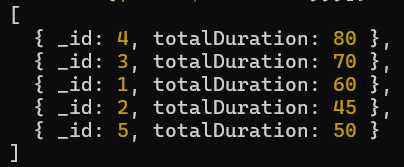 [
  { _id: 4, totalDuration: 80 },
  { _id: 3, totalDuration: 70 },
  { _id: 1, totalDuration: 60 },
  { _id: 2, totalDuration: 45 },
  { _id: 5, totalDuration: 50 }
]